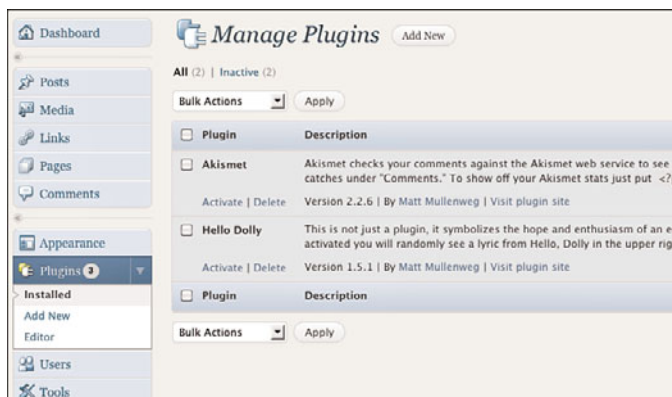 Dashboard
Posts
Media
Links
Pages
Comments
Appearance
Plugins 3
Installed
Add New
Editor
Users
Tools
Manage Plugins Add New
All (2) | Inactive (2)
Bulk Actions Apply
Plugin Description
Akismet Akismet checks your comments against the Akismet web service to see
catches under "Comments." To show off your Akismet stats just put <?
Activate | Delete Version 2.2.6 | By Matt Mullenweg | Visit plugin site
Hello Dolly This is not just a plugin, it symbolizes the hope and enthusiasm of an e
activated you will randomly see a lyric from Hello, Dolly in the upper rig
Activate | Delete Version 1.5.1 | By Matt Mullenweg | Visit plugin site
Plugin Description
Bulk Actions Apply